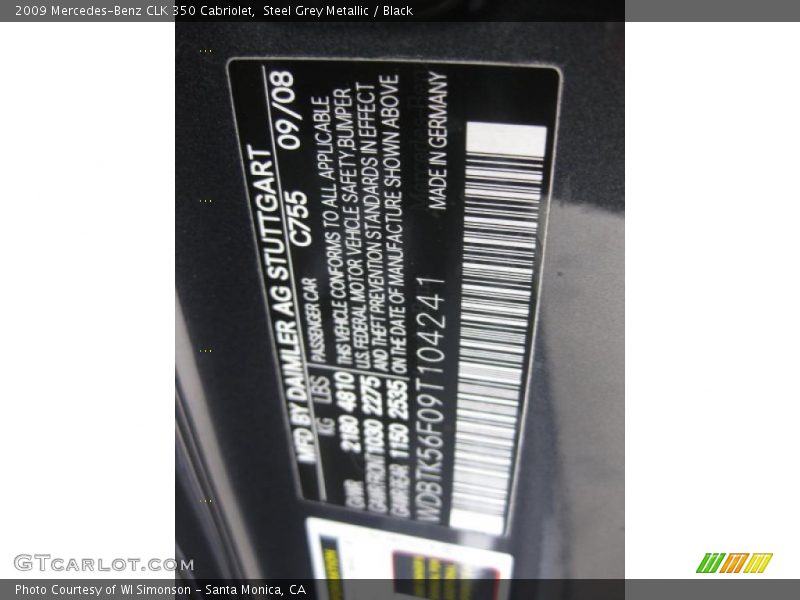 2009 Mercedes-Benz CLK 350 Cabriolet, Steel Grey Metallic / Black
MFD BY DAIMLER AG STUTTGART
KG LBS PASSENGER CAR C755 09/08
GVWR 2180 4810
GAWR FRONT 1030 2275
GAWR REAR 1150 2535
THIS VEHICLE CONFORMS TO ALL APPLICABLE
U.S. FEDERAL MOTOR VEHICLE SAFETY,BUMPER
AND THEFT PREVENTION STANDARDS IN EFFECT
ON THE DATE OF MANUFACTURE SHOWN ABOVE.
WDBTK56F09T104241 MADE IN GERMANY
GTCarlot.com
Photo Courtesy of WI Simonson - Santa Monica, CA